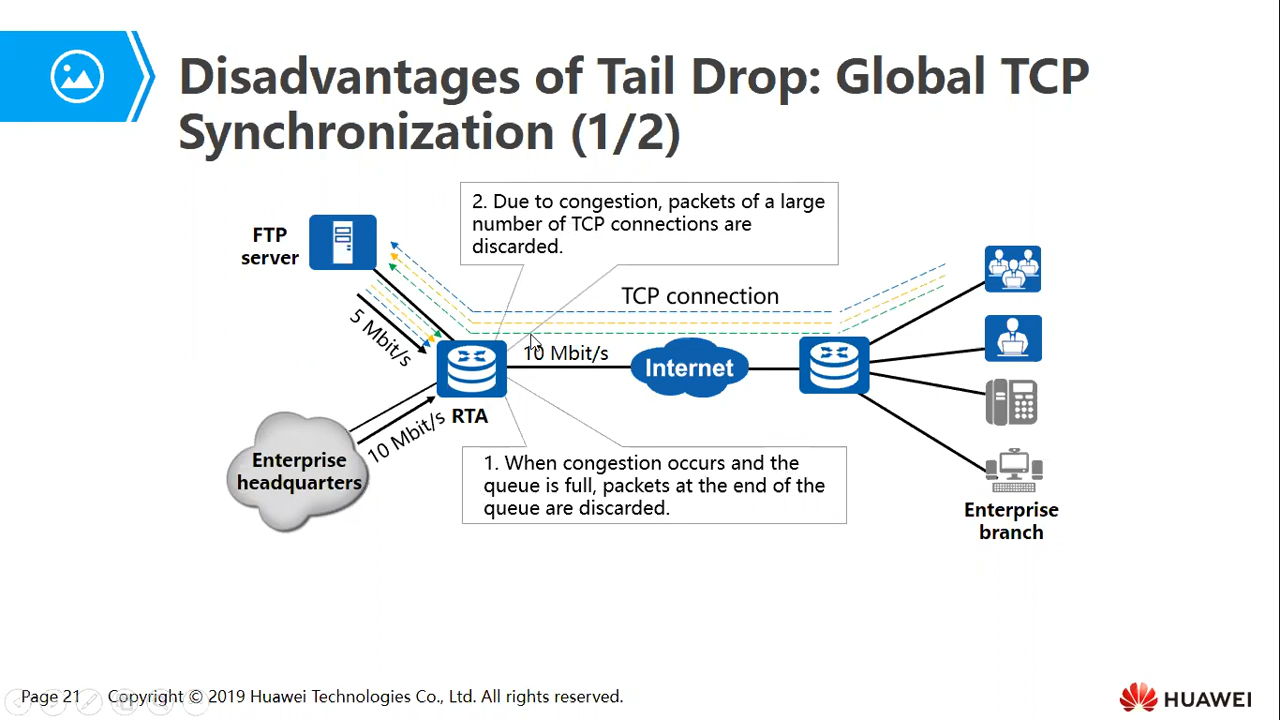 Disadvantages of Tail Drop: Global TCP
Synchronization (1/2)
2. Due to congestion, packets of a large
number of TCP connections are
discarded.
FTP
server
TCP connection
5 Mbit/s
10 Mbit/s
Internet
RTA
10 Mbit/s
Enterprise
headquarters
1. When congestion occurs and the
queue is full, packets at the end of the
queue are discarded.
Enterprise
branch
Page 21 Copyright © 2019 Huawei Technologies Co., Ltd. All rights reserved.
HUAWEI